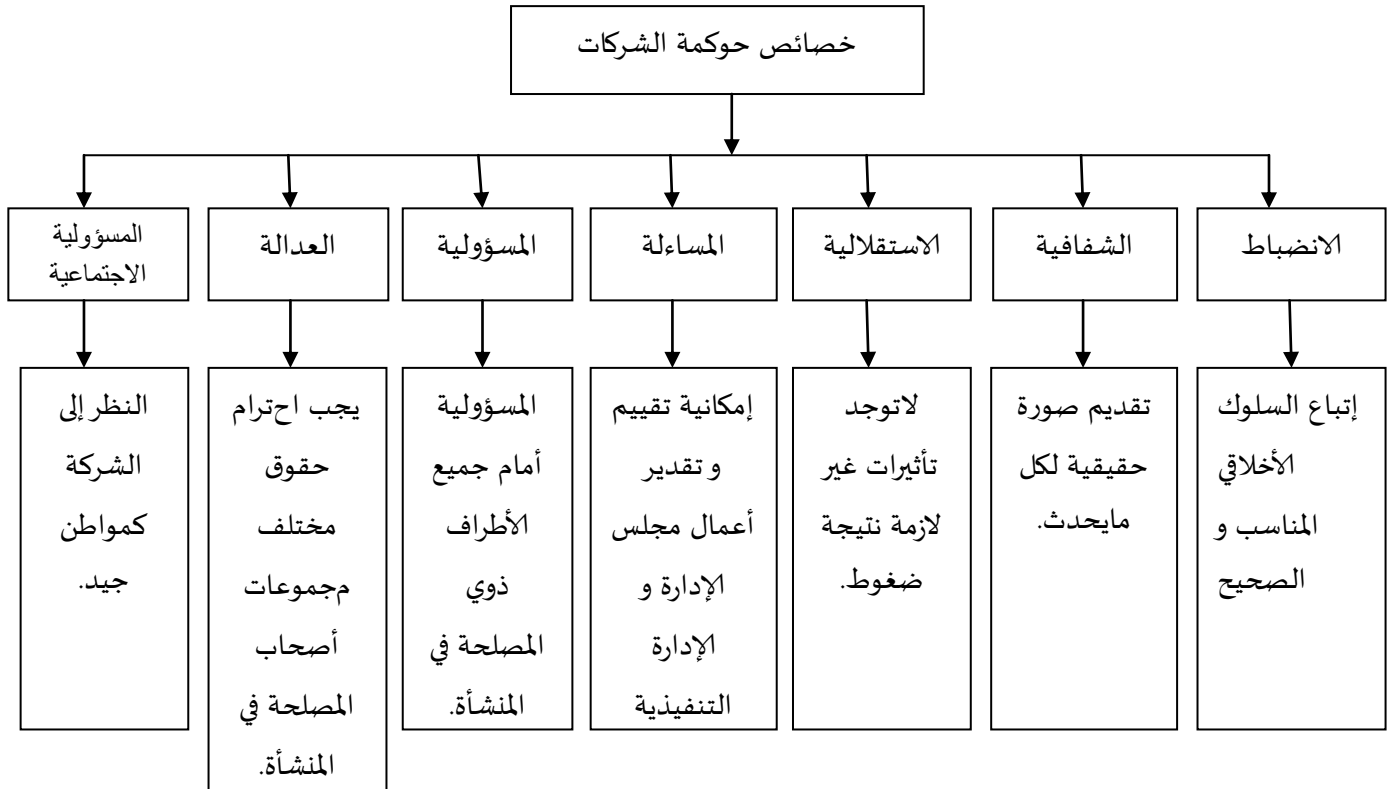 خصائص حوكمة الشركات
الانضباط
الشفافية
الاستقلالية
المساءلة
المسؤولية
العدالة
المسؤولية
الاجتماعية
إتباع السلوك
الأخلاقي
المناسب و
الصحيح
تقديم صورة
حقيقية لكل
مايحدث.
لاتوجد
تأثيرات غير
لازمة نتيجة
ضغوط.
إمكانية تقييم
و تقدير
أعمال مجلس
الإدارة و
الإدارة
التنفيذية
المسؤولية
أمام جميع
الأطراف
ذوي
المصلحة في
المنشأة.
يجب احترام
حقوق
مختلف
مجموعات
أصحاب
المصلحة في
المنشأة.
النظر إلى
الشركة
كمواطن
جيد.